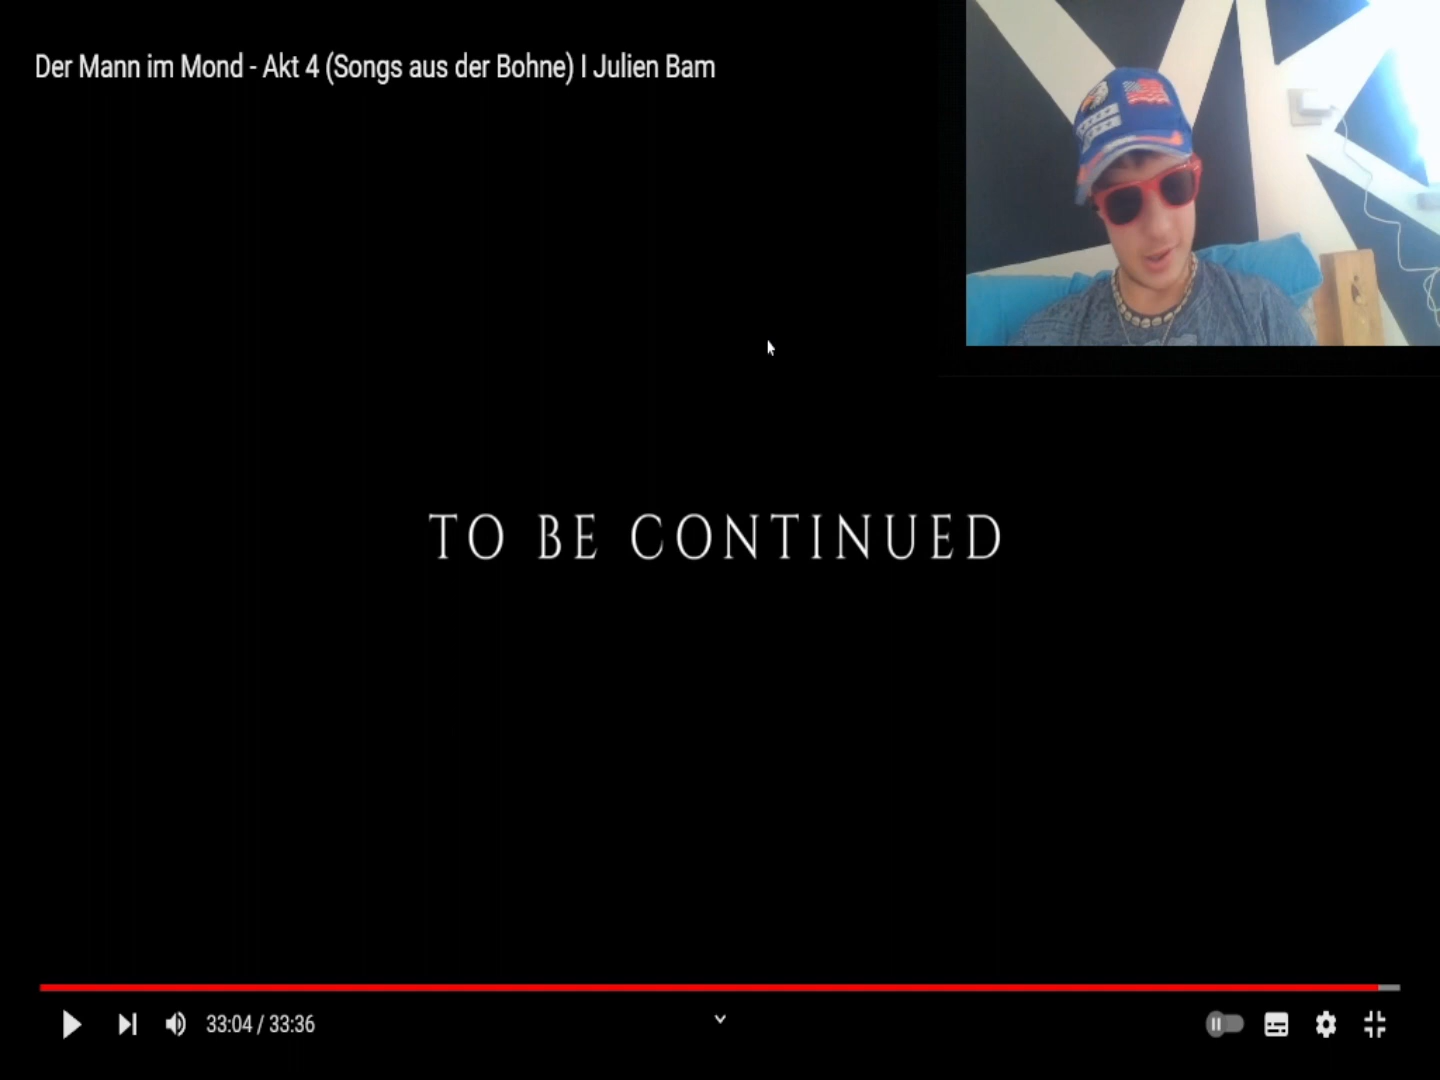 Der Mann im Mond - Akt 4 (Songs aus der Bohne) I Julien Bam
TO BE CONTINUED
33:04 / 33:36